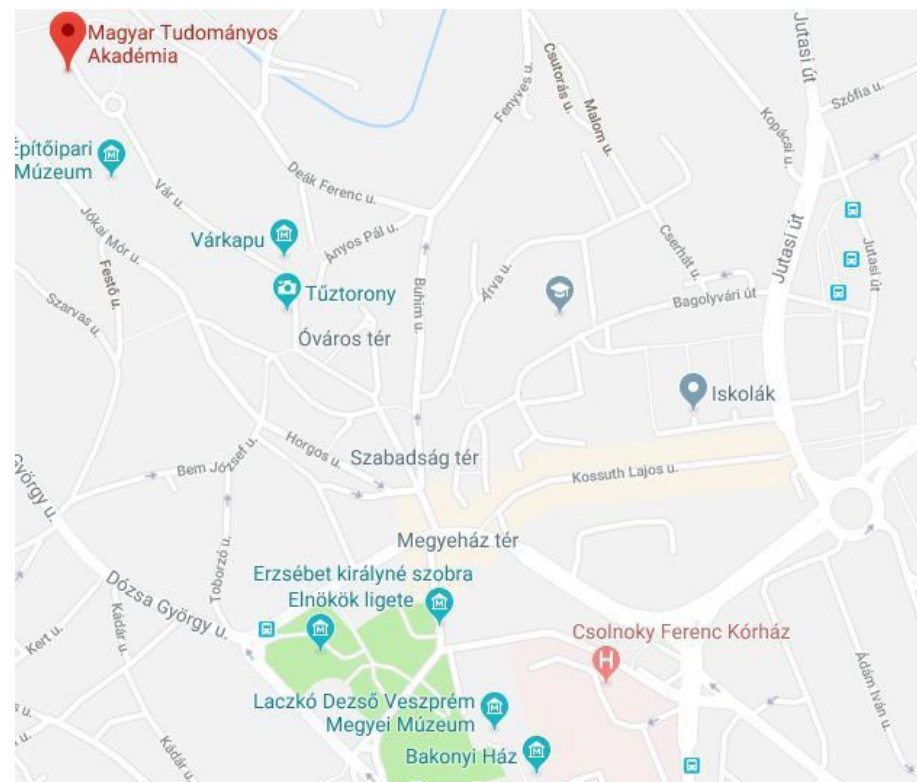 Magyar Tudományos
Akadémia
Építőipari
Múzeum
Jutasi út
Szófia u.
Csutorás u.
Malom u.
Fenyves u.
Kopácsi u.
Deák Ferenc u.
Vár u.
Jókai Mór u.
Várkapu
Ányos Pál u.
Cserhát u.
Jutasi út
Jutasi út
Festő u.
Szarvas u.
Tűztorony
Buhim u.
Árva u.
Bagolyvári út
Óváros tér
Iskolák
Horgos u.
Szabadság tér
Bem József u.
Kossuth Lajos u.
György u.
Megyeház tér
Toborzó u.
Erzsébet királyné szobra
Elnökök ligete
Dózsa György u.
Kádár u.
Kert u.
Csolnoky Ferenc Kórház
H
Ádám Iván u.
Laczkó Dezső Veszprém
Megyei Múzeum
Bakonyi Ház
Kádár u.
u.
u.